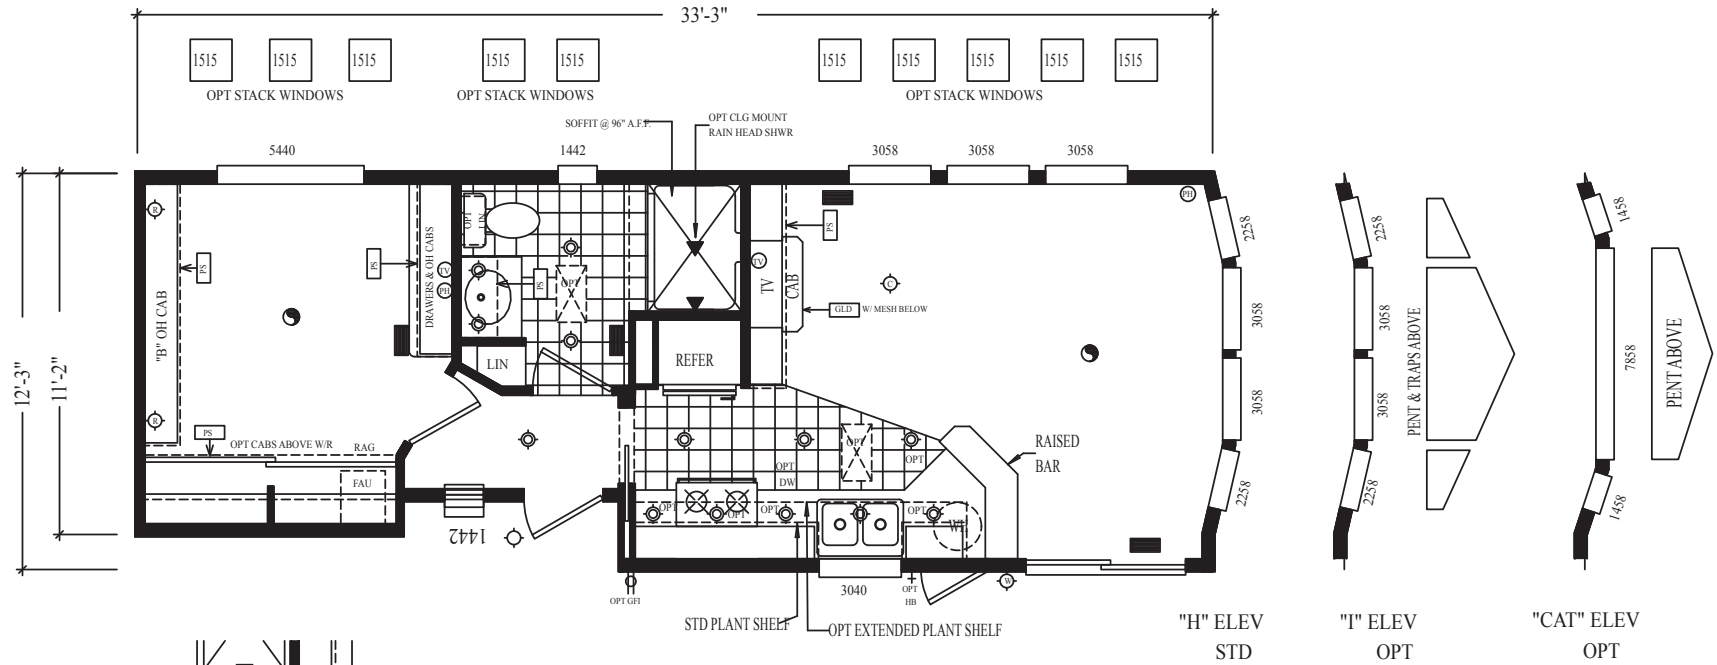 33'-3"
1515
1515
1515
1515
1515
1515
1515
1515
1515
1515
OPT STACK WINDOWS
OPT STACK WINDOWS
OPT STACK WINDOWS
SOFFIT @ 96" A.F.F.
OPT CLG MOUNT
RAIN HEAD SHWR
5440
1442
3058
3058
3058
12'-3"
11'-2"
R
"B" OH CAB
PS
PS
DRAWERS & OH CABS
TV
PH
OPT
LIN
PS
OPT
LIN
REFER
TV
TV
CAB
PS
GLD
W/ MESH BELOW
C
PH
2258
3058
3058
2258
2258
3058
3058
2258
PENT & TRAPS ABOVE
1458
7858
1458
PENT ABOVE
R
PS
OPT CABS ABOVE W/R
RAG
FAU
1442
OPT
OPT
OPT
DW
RAISED
BAR
OPT
OPT
OPT
OPT
W
OPT GFI
3040
OPT
HB
W
STD PLANT SHELF
OPT EXTENDED PLANT SHELF
"H" ELEV
STD
"I" ELEV
OPT
"CAT" ELEV
OPT